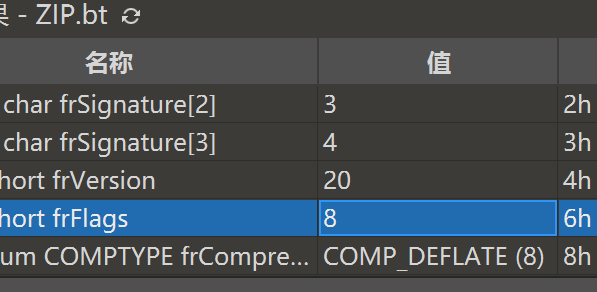 果 - ZIP.bt
名称 值
char frSignature[2] 3 2h
char frSignature[3] 4 3h
hort frVersion 20 4h
hort frFlags 8 6h
um COMPTYPE frCompre... COMP_DEFLATE (8) 8h